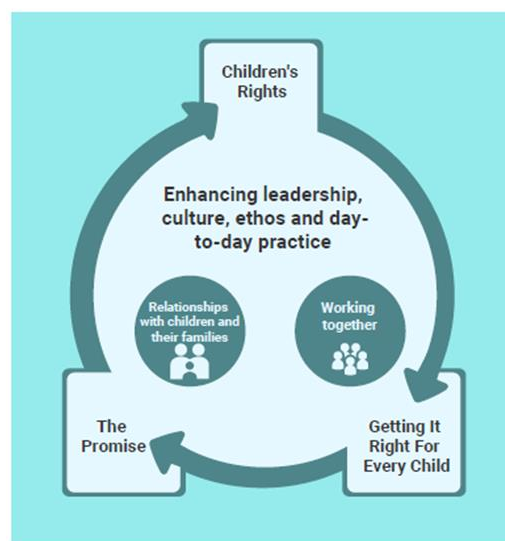 Children's
Rights
Enhancing leadership,
culture, ethos and day-
to-day practice
Relationships
with children and
their families
Working
together
The
Promise
Getting It
Right For
Every Child